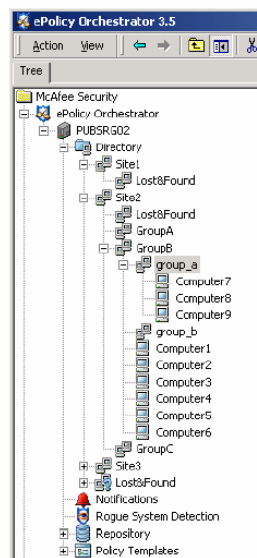 ePolicy Orchestrator 3.5
Action View
Tree
McAfee Security
ePolicy Orchestrator
PUBSRG02
Directory
Site1
Lost&Found
Site2
Lost&Found
GroupA
GroupB
group_a
Computer7
Computer8
Computer9
group_b
Computer1
Computer2
Computer3
Computer4
Computer5
Computer6
GroupC
Site3
Lost&Found
Notifications
Rogue System Detection
Repository
Policy Templates